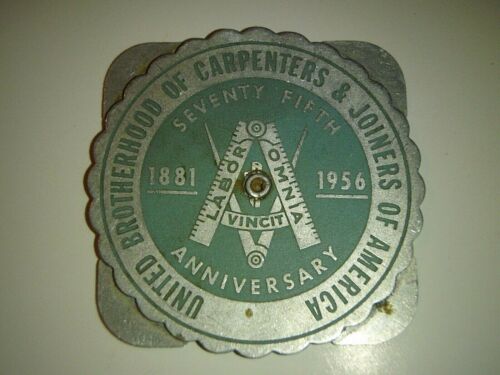 UNITED BROTHERHOOD OF CARPENTERS & JOINERS OF AMERICA
SEVENTY FIFTH
1881 1956
LABOR OMNIA
VINCIT
ANNIVERSARY